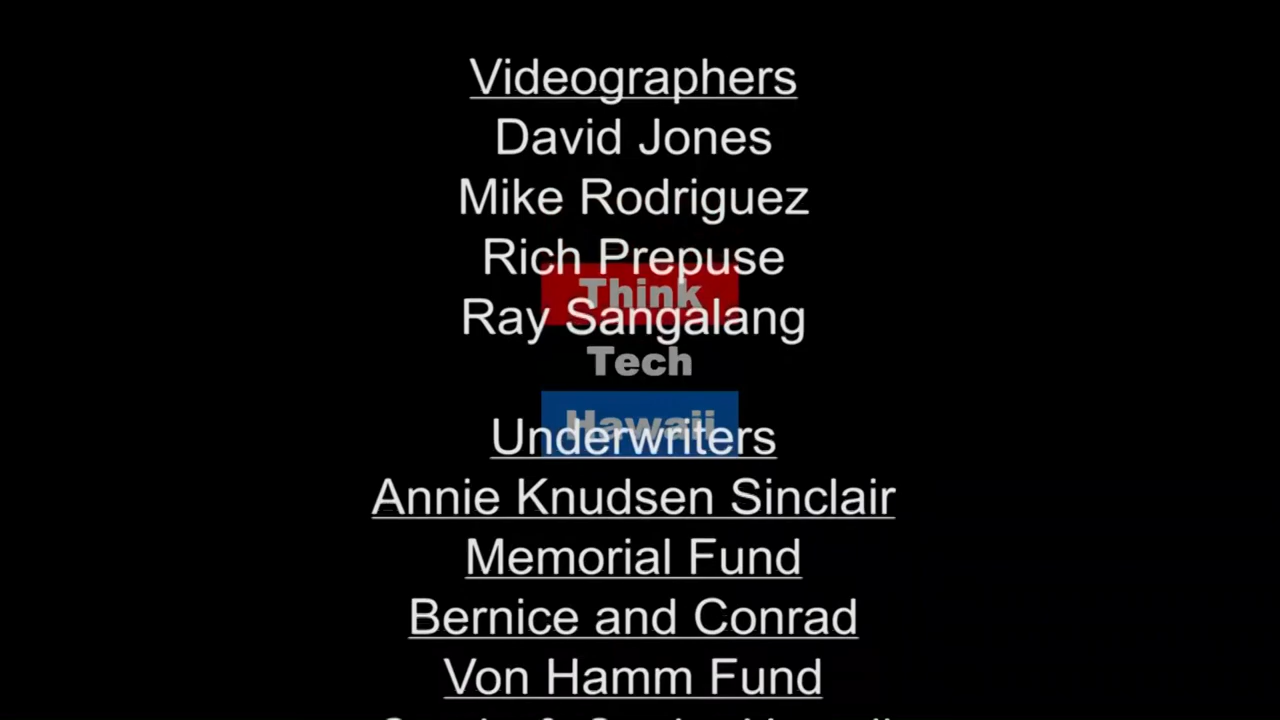 Videographers
David Jones
Mike Rodriguez
Rich Prepuse
Think
Ray Sangalang
Tech
Hawaii
Underwriters
Annie Knudsen Sinclair
Memorial Fund
Bernice and Conrad
Von Hamm Fund